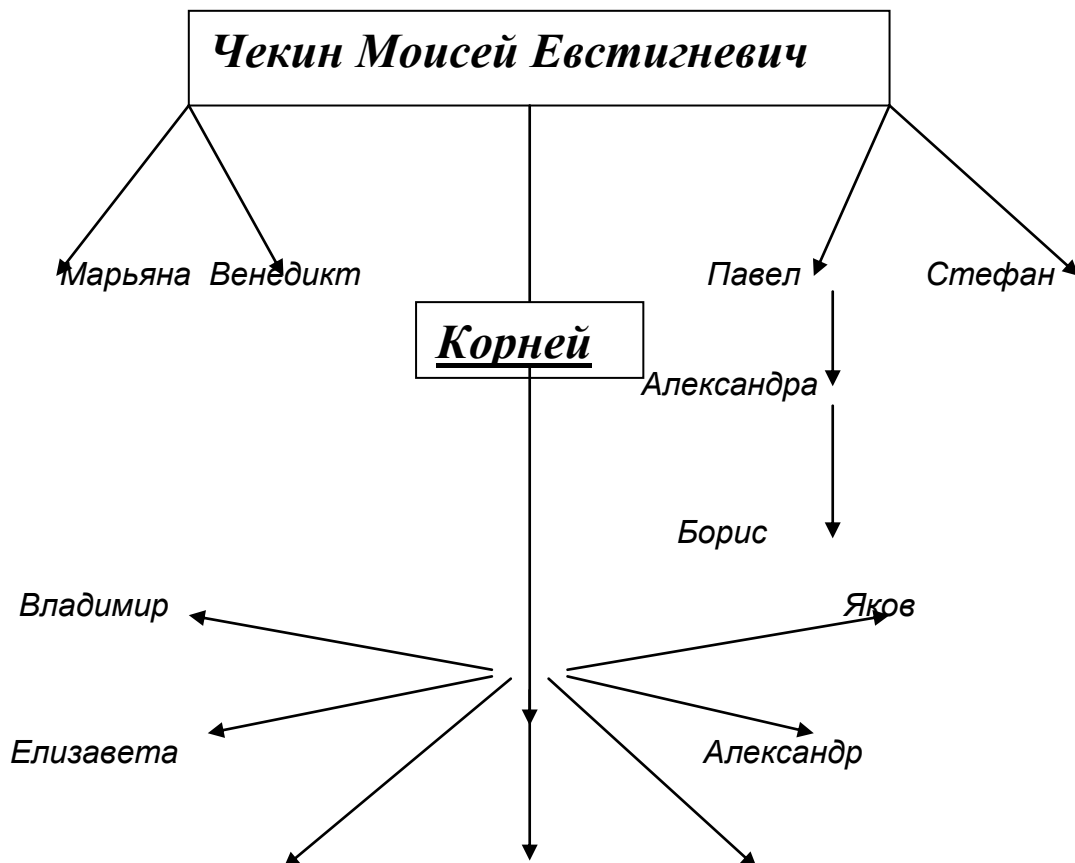 Чекин Моисей Евстигневич
Марьяна Венедикт Павел Стефан
Корней
Александра
Борис
Владимир Яков
Елизавета Александр